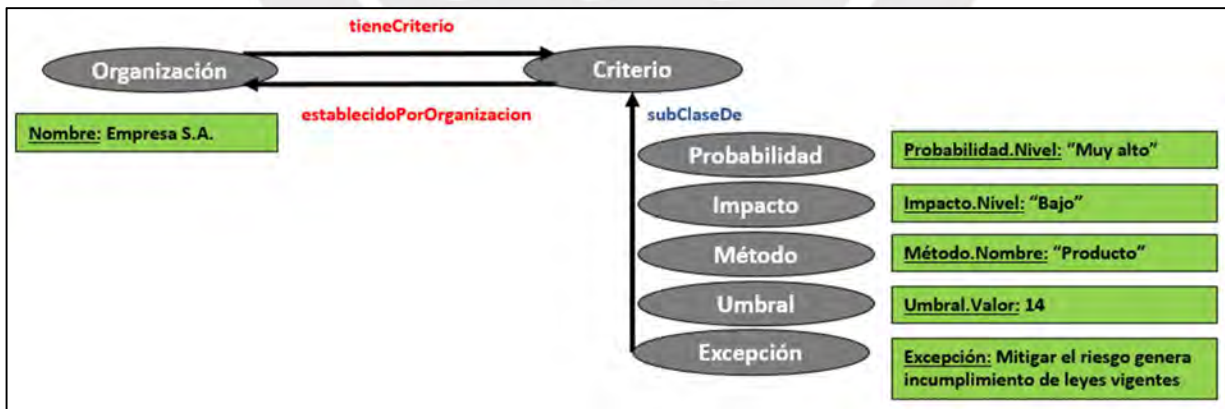 tieneCriterio
Organización
Criterio
establecidoPorOrganizacion
subClaseDe
Nombre: Empresa S.A.
Probabilidad
Probabilidad.Nivel: “Muy alto”
Impacto
Impacto.Nivel: “Bajo”
Método
Método.Nombre: “Producto”
Umbral
Umbral.Valor: 14
Excepción
Excepción: Mitigar el riesgo genera
incumplimiento de leyes vigentes